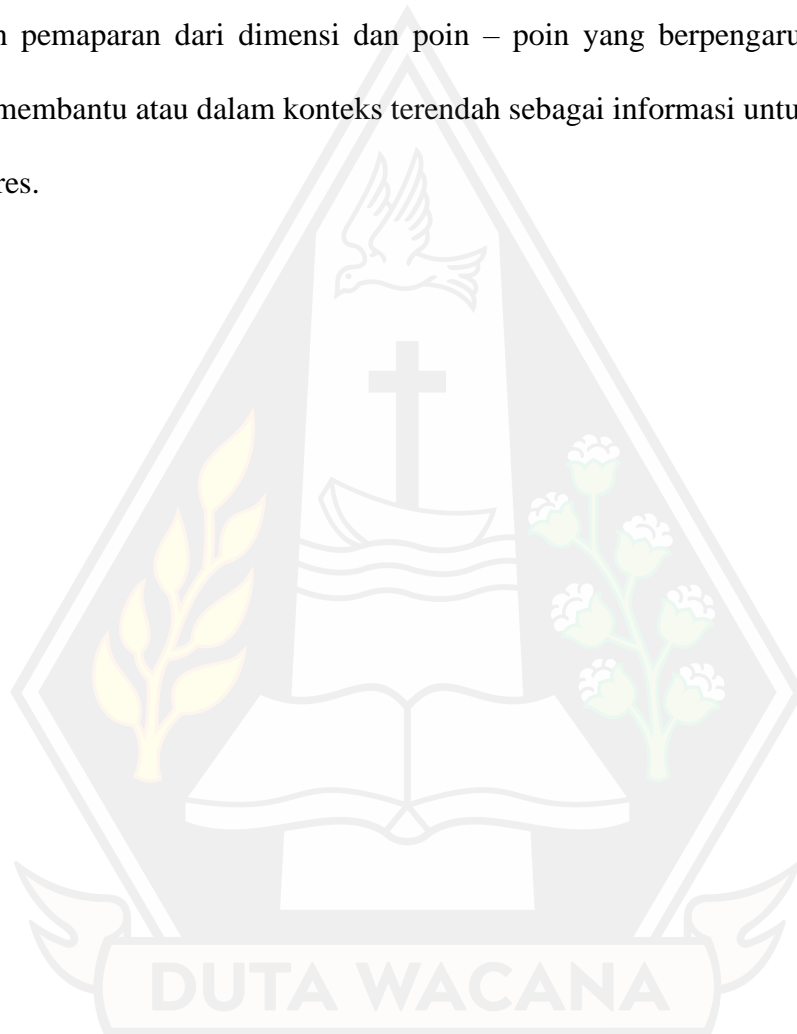 n pemaparan dari dimensi dan poin – poin yang berpengaru
membantu atau dalam konteks terendah sebagai informasi untu
res.
DUTA WACANA